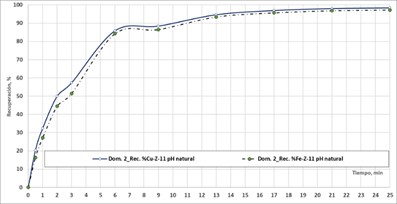 100
90
80
70
60
50
40
30
20
10
0
Recuperación, %
Dom. 2_Rec. %Cu-Z-11 pH natural
Dom. 2_Rec. %Fe-Z-11 pH natural
Tiempo, min
0 1 2 3 4 5 6 7 8 9 10 11 12 13 14 15 16 17 18 19 20 21 22 23 24 25